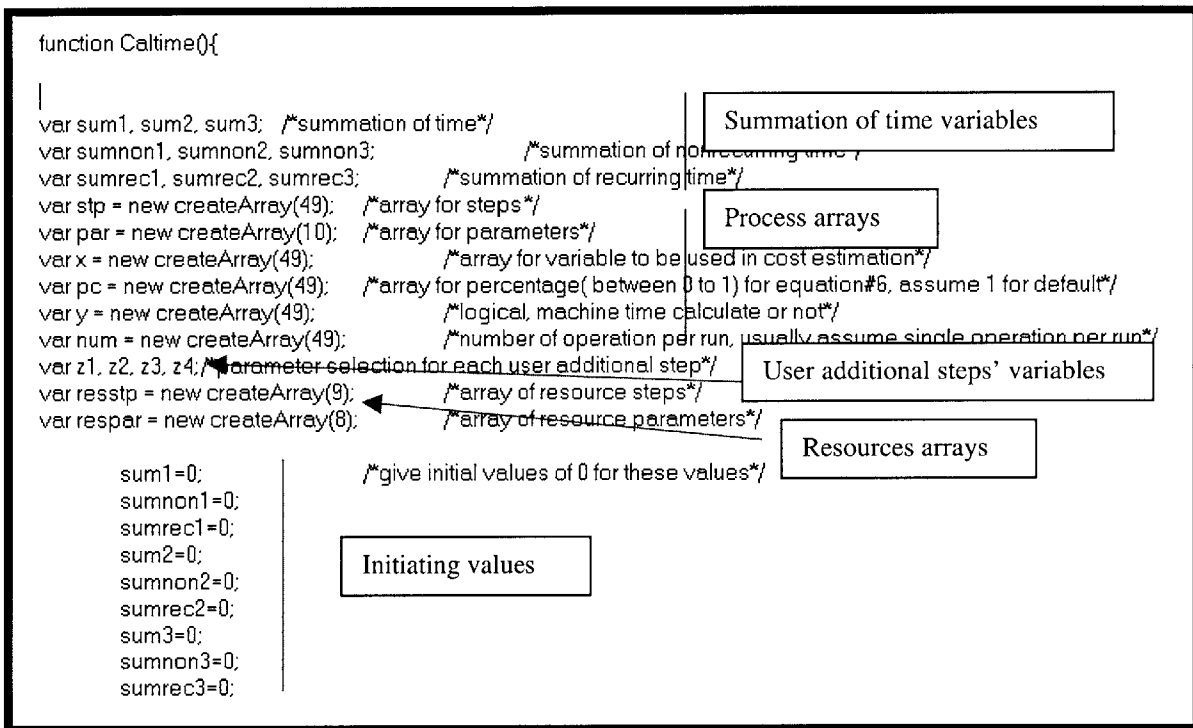 function Caltime(){
var sum1, sum2, sum3; /*summation of time*/
Summation of time variables
var sumnon1, sumnon2, sumnon3; /*summation of nonrecurring time*/
var sumrec1, sumrec2, sumrec3; /*summation of recurring time*/
var stp = new createArray(49); /*array for steps*/
Process arrays
var par = new createArray(10); /*array for parameters*/
var x = new createArray(49); /*array for variable to be used in cost estimation*/
var pc = new createArray(49); /*array for percentage( between 0 to 1) for equation#6, assume 1 for default*/
var y = new createArray(49); /*logical, machine time calculate or not*/
var num = new createArray(49); /*number of operation per run, usually assume single operation per run*/
var z1, z2, z3, z4;/*parameter selection for each user additional step*/
User additional steps' variables
var resstp = new createArray(9); /*array of resource steps*/
var respar = new createArray(8); /*array of resource parameters*/
Resources arrays
sum1=0; /*give initial values of 0 for these values*/
sumnon1=0;
sumrec1=0;
sum2=0;
Initiating values
sumnon2=0;
sumrec2=0;
sum3=0;
sumnon3=0;
sumrec3=0;